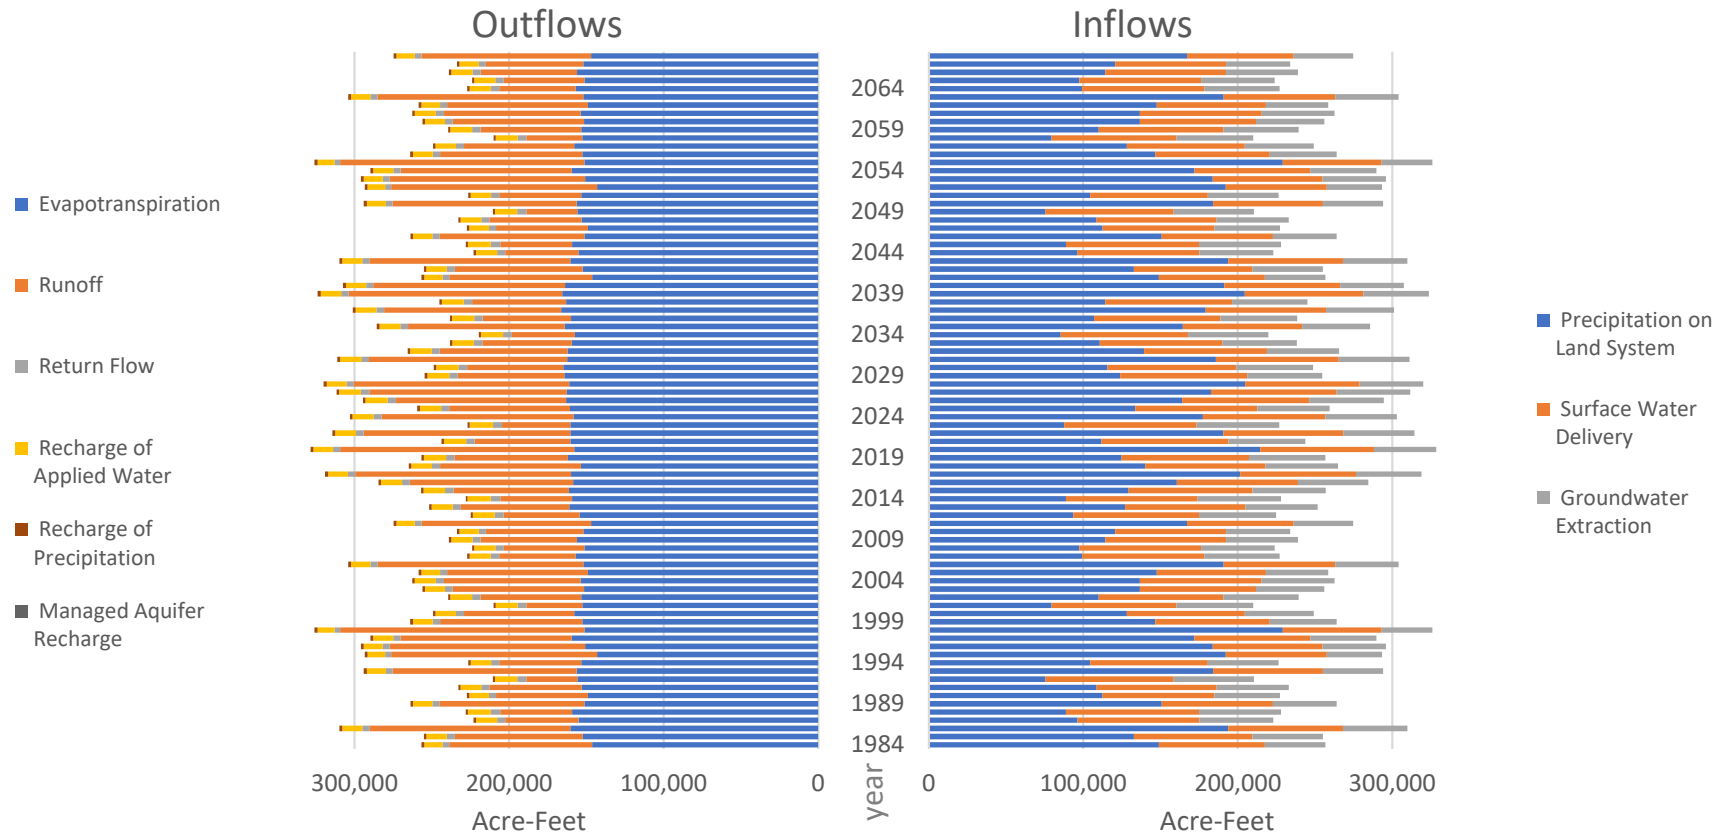 Outflows
Inflows
Evapotranspiration
Runoff
Return Flow
Recharge of
Applied Water
Recharge of
Precipitation
Managed Aquifer
Recharge
2064
2059
2054
2049
2044
2039
2034
2029
2024
2019
2014
2009
2004
1999
1994
1989
1984
year
Precipitation on
Land System
Surface Water
Delivery
Groundwater
Extraction
300,000 200,000 100,000 0
Acre-Feet
0 100,000 200,000 300,000
Acre-Feet